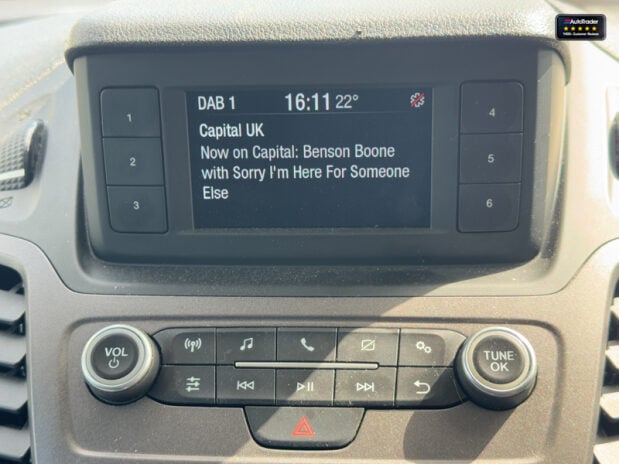 AutoTrader
DAB 1 16:11 22°
Capital UK
Now on Capital: Benson Boone
with Sorry I'm Here For Someone
Else
1
2
3
4
5
6
VOL
TUNE
OK